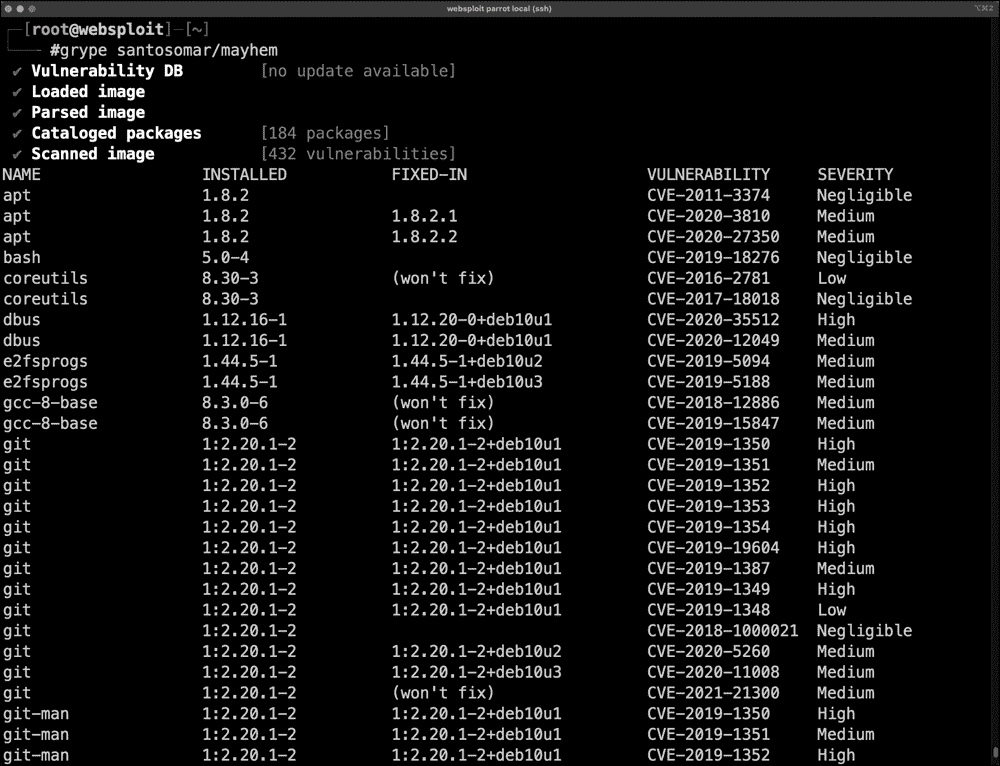 websploit parrot local (ssh)
⌥⌘2
┌─[root@websploit]─[~]
└──── #grype santosomar/mayhem
✔ Vulnerability DB [no update available]
✔ Loaded image
✔ Parsed image
✔ Cataloged packages [184 packages]
✔ Scanned image [432 vulnerabilities]
NAME INSTALLED FIXED-IN VULNERABILITY SEVERITY
apt 1.8.2 CVE-2011-3374 Negligible
apt 1.8.2 1.8.2.1 CVE-2020-3810 Medium
apt 1.8.2 1.8.2.2 CVE-2020-27350 Medium
bash 5.0-4 CVE-2019-18276 Negligible
coreutils 8.30-3 (won't fix) CVE-2016-2781 Low
coreutils 8.30-3 CVE-2017-18018 Negligible
dbus 1.12.16-1 1.12.20-0+deb10u1 CVE-2020-35512 High
dbus 1.12.16-1 1.12.20-0+deb10u1 CVE-2020-12049 Medium
e2fsprogs 1.44.5-1 1.44.5-1+deb10u2 CVE-2019-5094 Medium
e2fsprogs 1.44.5-1 1.44.5-1+deb10u3 CVE-2019-5188 Medium
gcc-8-base 8.3.0-6 (won't fix) CVE-2018-12886 Medium
gcc-8-base 8.3.0-6 (won't fix) CVE-2019-15847 Medium
git 1:2.20.1-2 1:2.20.1-2+deb10u1 CVE-2019-1350 High
git 1:2.20.1-2 1:2.20.1-2+deb10u1 CVE-2019-1351 Medium
git 1:2.20.1-2 1:2.20.1-2+deb10u1 CVE-2019-1352 High
git 1:2.20.1-2 1:2.20.1-2+deb10u1 CVE-2019-1353 High
git 1:2.20.1-2 1:2.20.1-2+deb10u1 CVE-2019-1354 High
git 1:2.20.1-2 1:2.20.1-2+deb10u1 CVE-2019-19604 High
git 1:2.20.1-2 1:2.20.1-2+deb10u1 CVE-2019-1387 Medium
git 1:2.20.1-2 1:2.20.1-2+deb10u1 CVE-2019-1349 High
git 1:2.20.1-2 1:2.20.1-2+deb10u1 CVE-2019-1348 Low
git 1:2.20.1-2 CVE-2018-1000021 Negligible
git 1:2.20.1-2 1:2.20.1-2+deb10u2 CVE-2020-5260 Medium
git 1:2.20.1-2 1:2.20.1-2+deb10u3 CVE-2020-11008 Medium
git 1:2.20.1-2 (won't fix) CVE-2021-21300 Medium
git-man 1:2.20.1-2 1:2.20.1-2+deb10u1 CVE-2019-1350 High
git-man 1:2.20.1-2 1:2.20.1-2+deb10u1 CVE-2019-1351 Medium
git-man 1:2.20.1-2 1:2.20.1-2+deb10u1 CVE-2019-1352 High